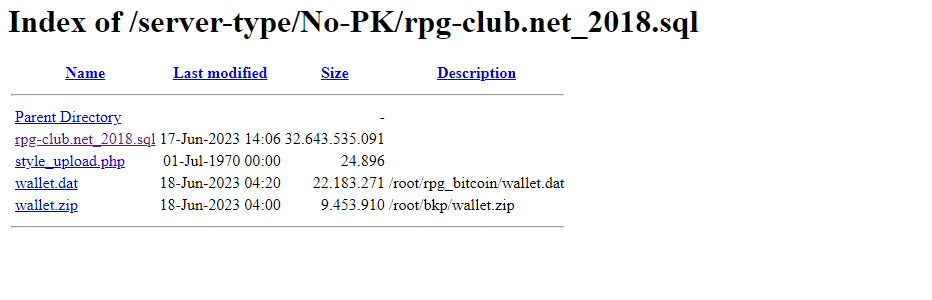 Index of /server-type/No-PK/rpg-club.net_2018.sql
Name Last modified Size Description
Parent Directory -
rpg-club.net_2018.sql 17-Jun-2023 14:06 32.643.535.091
style_upload.php 01-Jul-1970 00:00 24.896
wallet.dat 18-Jun-2023 04:20 22.183.271 /root/rpg_bitcoin/wallet.dat
wallet.zip 18-Jun-2023 04:00 9.453.910 /root/bkp/wallet.zip